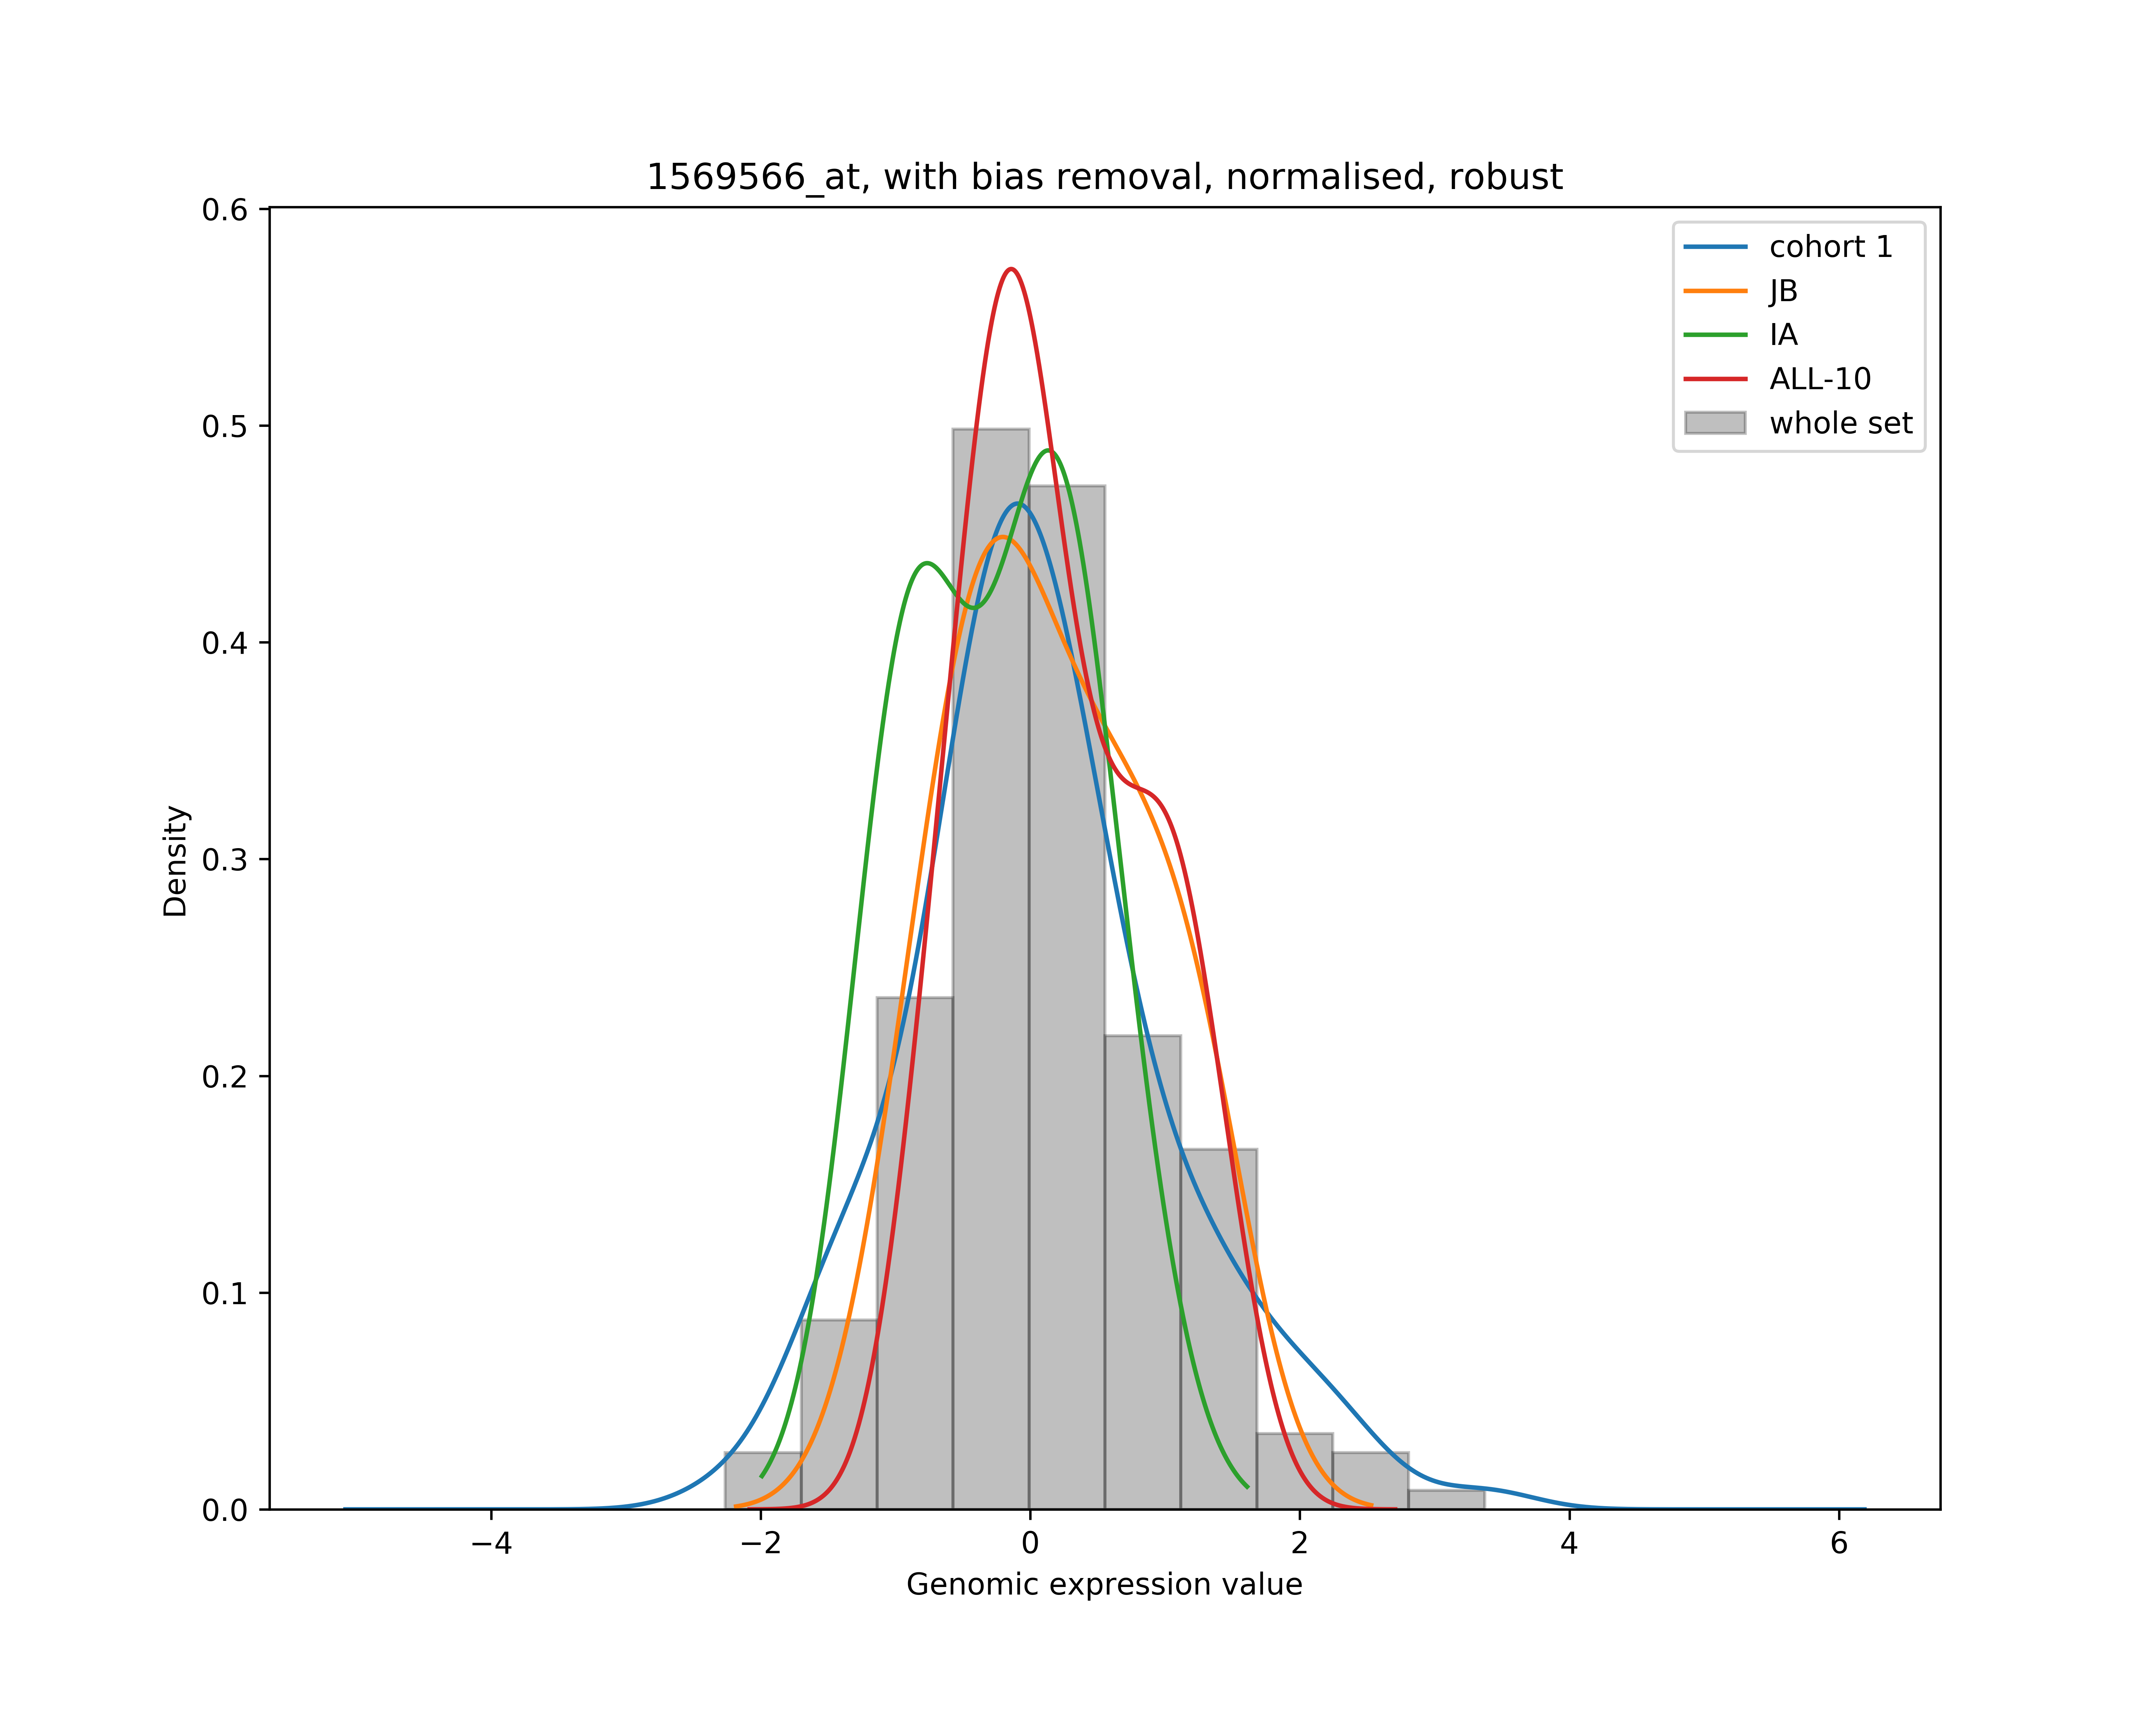 1569566_at, with bias removal, normalised, robust
0.6
0.5
0.4
0.3
0.2
0.1
0.0
Density
−4
−2
0
2
4
6
Genomic expression value
cohort 1
JB
IA
ALL-10
whole set